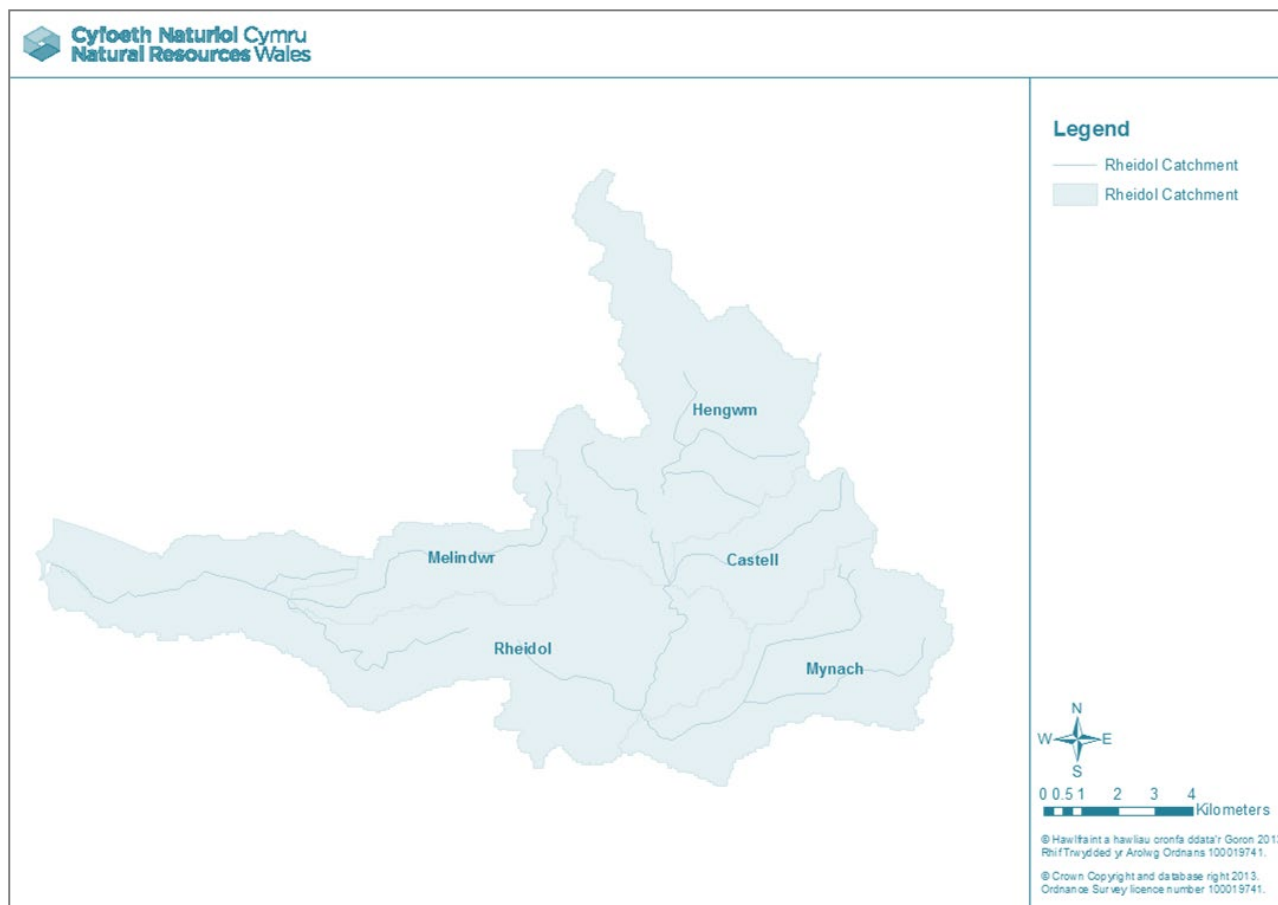 Cyfoeth Naturiol Cymru
Natural Resources Wales
Legend
Rheidol Catchment
Rheidol Catchment
Hengwm
Melindwr
Castell
Rheidol
Mynach
N
W E
S
0 0.5 1 2 3 4
Kilometers
© Hawlfraint a hawliau cronfa ddata'r Goron 2013
Rhif Trwydded yr Arolwg Ordnans 100019741.
© Crown Copyright and database right 2013.
Ordnance Survey licence number 100019741.